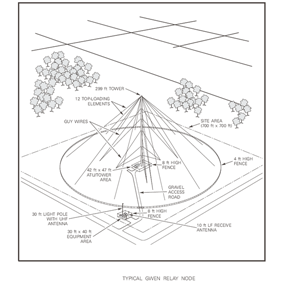 299 ft TOWER
12 TOP-LOADING
ELEMENTS
GUY WIRES
SITE AREA
(700 ft x 700 ft)
8 ft HIGH
FENCE
4 ft HIGH
FENCE
42 ft x 47 ft
ATU/TOWER AREA
GRAVEL
ACCESS
ROAD
30 ft LIGHT POLE
WITH UHF
ANTENNA
8 ft HIGH
FENCE
30 ft x 40 ft
EQUIPMENT
AREA
10 ft LF RECEIVE
ANTENNA
TYPICAL GWEN RELAY NODE